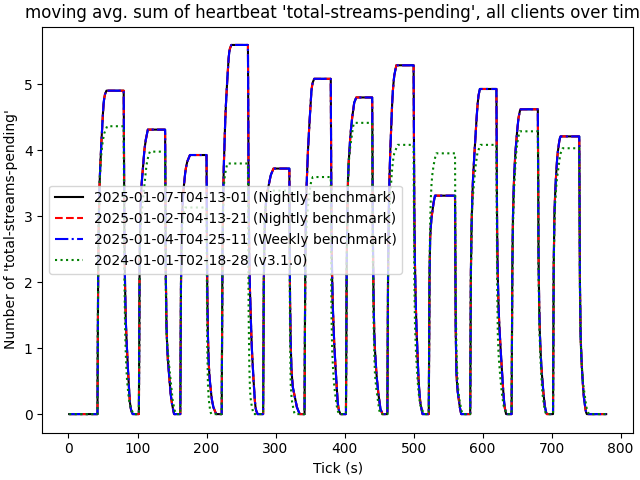 moving avg. sum of heartbeat 'total-streams-pending', all clients over tim
Number of 'total-streams-pending'
5
4
3
2
1
0
2025-01-07-T04-13-01 (Nightly benchmark)
2025-01-02-T04-13-21 (Nightly benchmark)
2025-01-04-T04-25-11 (Weekly benchmark)
2024-01-01-T02-18-28 (v3.1.0)
0 100 200 300 400 500 600 700 800
Tick (s)